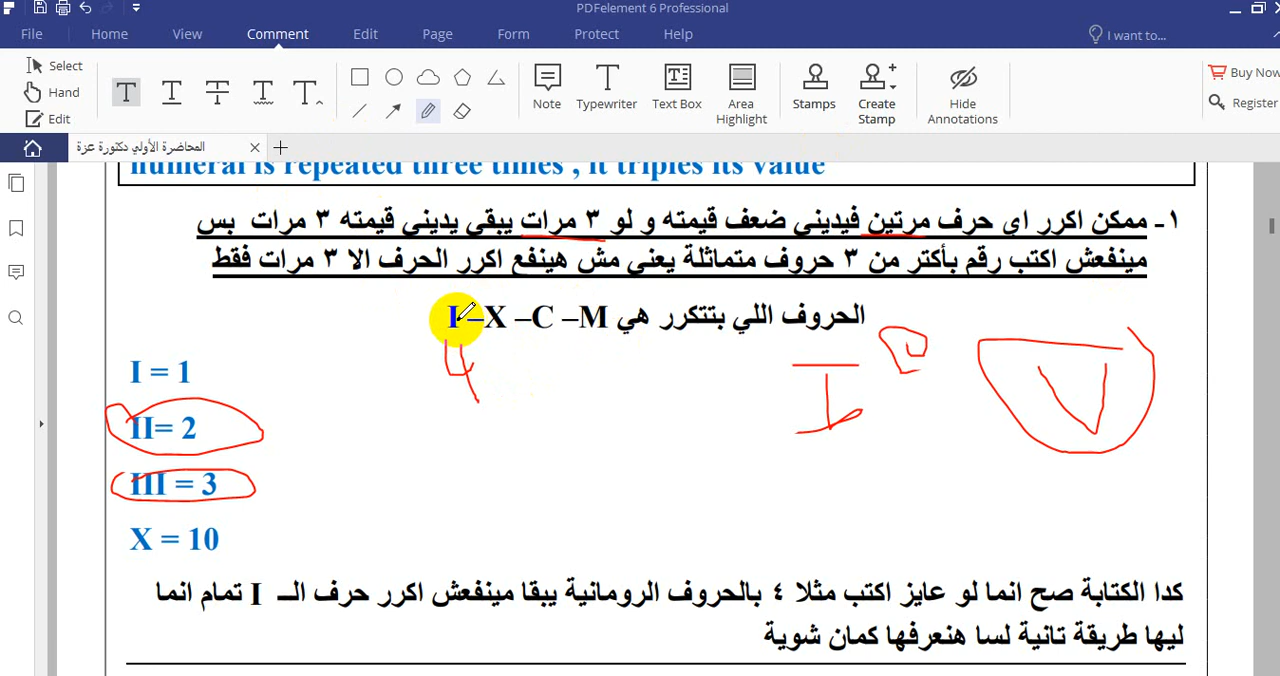 PDFelement 6 Professional
File Home View Comment Edit Page Form Protect Help I want to...
Select
Hand
Edit
T T T T T
Note Typewriter Text Box Area Highlight Stamps Create Stamp Hide Annotations
Buy Now
Register
المحاضرة الأولي دكتورة عزة
numeral is repeated three times , it triples its value
١- ممكن اكرر اي حرف مرتين فيديني ضعف قيمته و لو ٣ مرات يبقي يديني قيمته ٣ مرات بس
مينفعش اكتب رقم بأكتر من ٣ حروف متماثلة يعني مش هينفع اكرر الحرف الا ٣ مرات فقط
الحروف اللي بتتكرر هي I –X –C –M
4
I
V
I = 1
II= 2
III = 3
X = 10
كدا الكتابة صح انما لو عايز اكتب مثلا ٤ بالحروف الرومانية يبقا مينفعش اكرر حرف الـــ I تمام انما
ليها طريقة تانية لسا هنعرفها كمان شوية